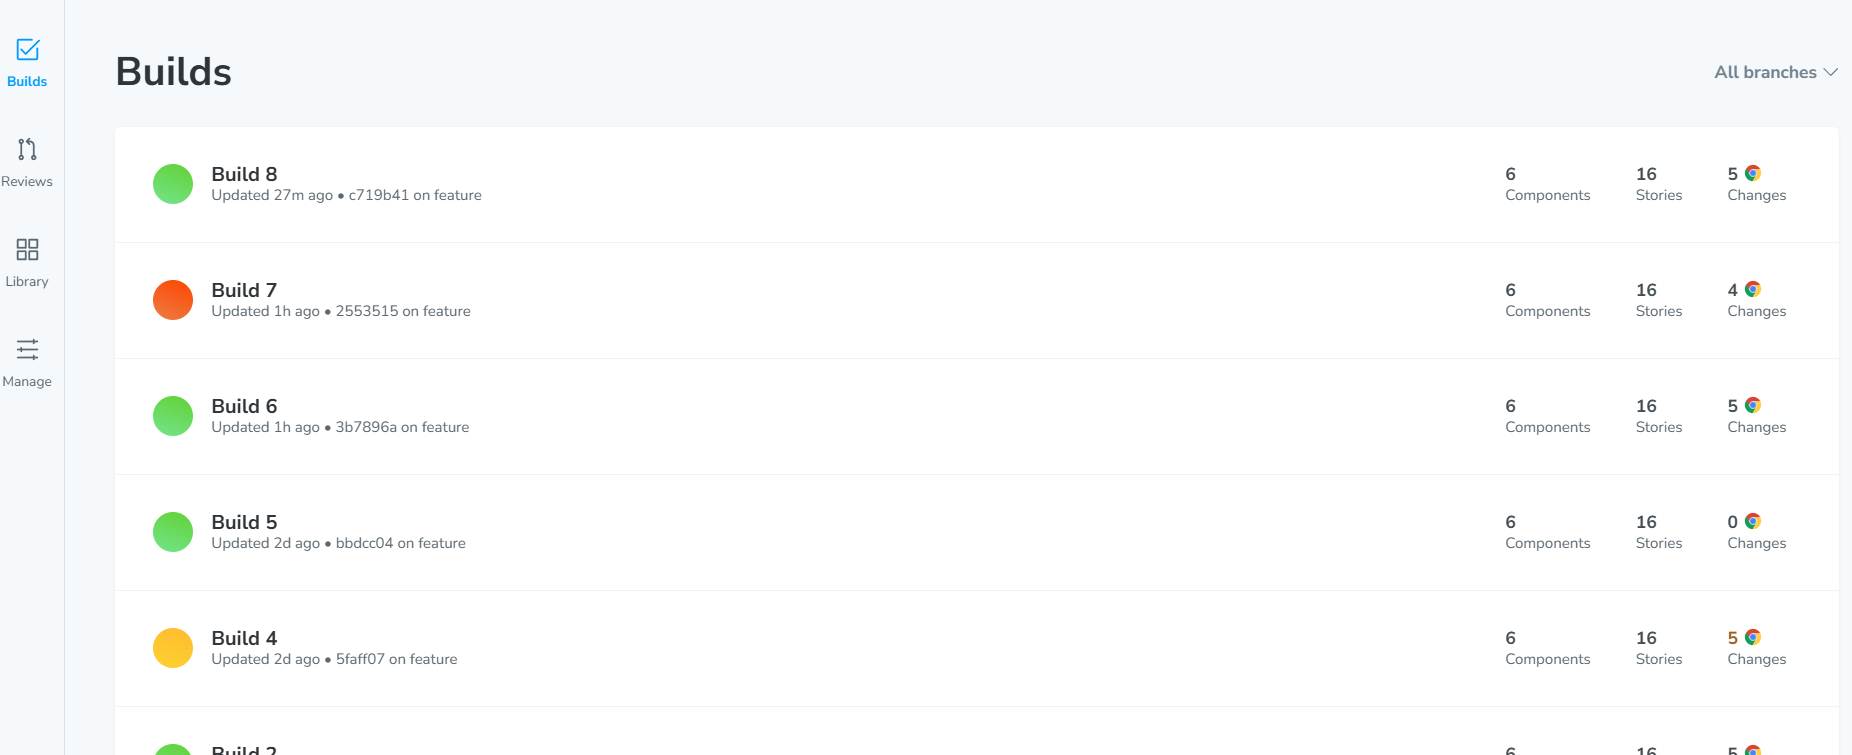 Builds
Reviews
Library
Manage
Builds
All branches
Build 8
Updated 27m ago • c719b41 on feature
6 Components
16 Stories
5 Changes
Build 7
Updated 1h ago • 2553515 on feature
6 Components
16 Stories
4 Changes
Build 6
Updated 1h ago • 3b7896a on feature
6 Components
16 Stories
5 Changes
Build 5
Updated 2d ago • bbdcc04 on feature
6 Components
16 Stories
0 Changes
Build 4
Updated 2d ago • 5faff07 on feature
6 Components
16 Stories
5 Changes
Build 2
6
16
5